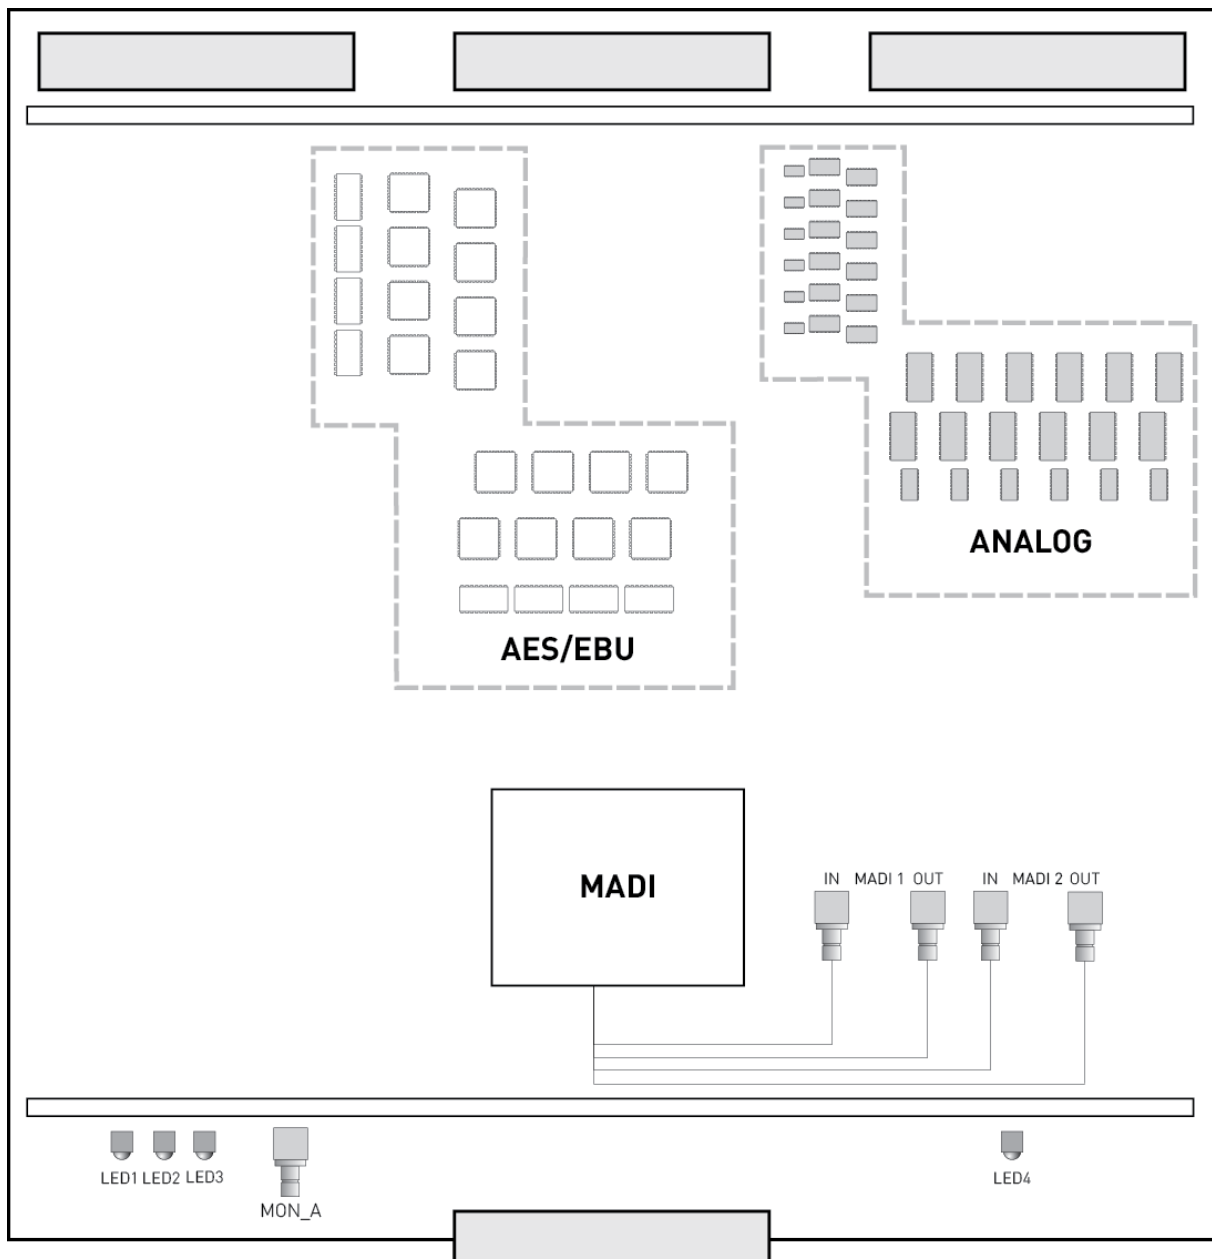 ANALOG
AES/EBU
MADI
IN MADI 1 OUT IN MADI 2 OUT
LED1 LED2 LED3
LED4
MON_A